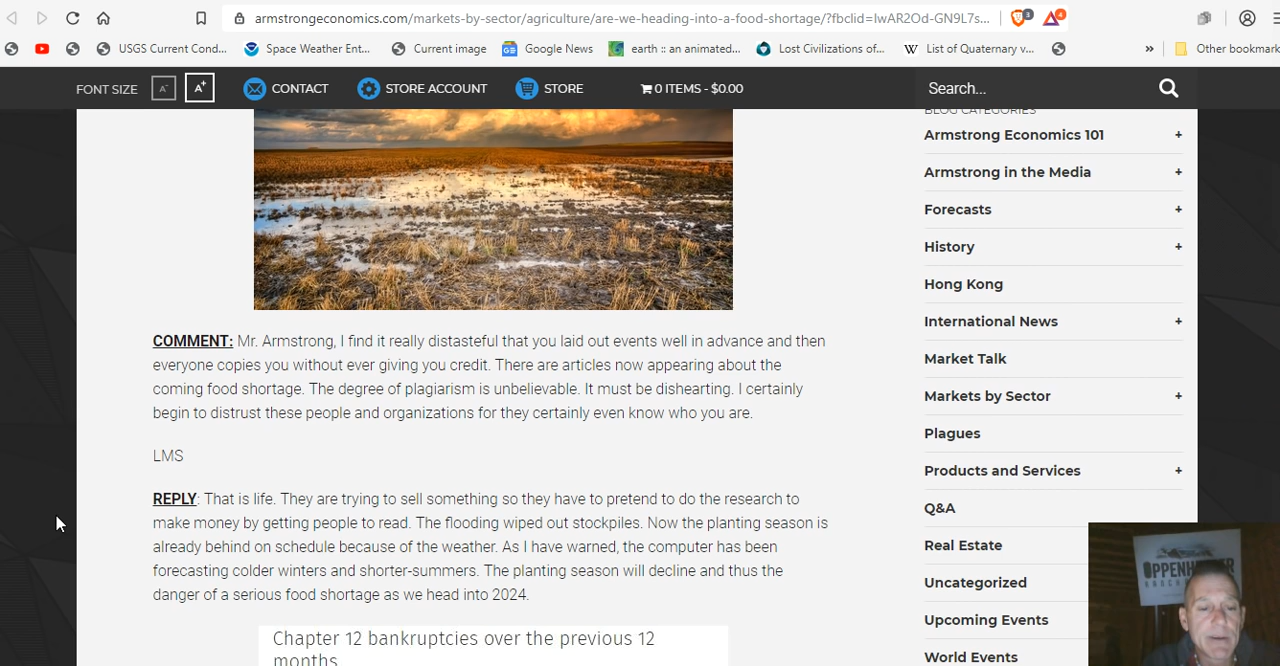 armstrongeconomics.com/markets-by-sector/agriculture/are-we-heading-into-a-food-shortage/?fbclid=IwAR2Od-GN9L7s...
3
4
USGS Current Cond...
Space Weather Ent...
Current image
Google News
earth :: an animated...
Lost Civilizations of...
W List of Quaternary v...
»
Other bookmark
FONT SIZE A- A+ CONTACT STORE ACCOUNT STORE 0 ITEMS - $0.00
Search...
BLOG CATEGORIES
Armstrong Economics 101 +
Armstrong in the Media +
Forecasts +
History +
Hong Kong
International News +
Market Talk
Markets by Sector +
Plagues
Products and Services +
Q&A
Real Estate
Uncategorized
Upcoming Events
World Events
COMMENT: Mr. Armstrong, I find it really distasteful that you laid out events well in advance and then
everyone copies you without ever giving you credit. There are articles now appearing about the
coming food shortage. The degree of plagiarism is unbelievable. It must be dishearting. I certainly
begin to distrust these people and organizations for they certainly even know who you are.
LMS
REPLY: That is life. They are trying to sell something so they have to pretend to do the research to
make money by getting people to read. The flooding wiped out stockpiles. Now the planting season is
already behind on schedule because of the weather. As I have warned, the computer has been
forecasting colder winters and shorter-summers. The planting season will decline and thus the
danger of a serious food shortage as we head into 2024.
Chapter 12 bankruptcies over the previous 12
months